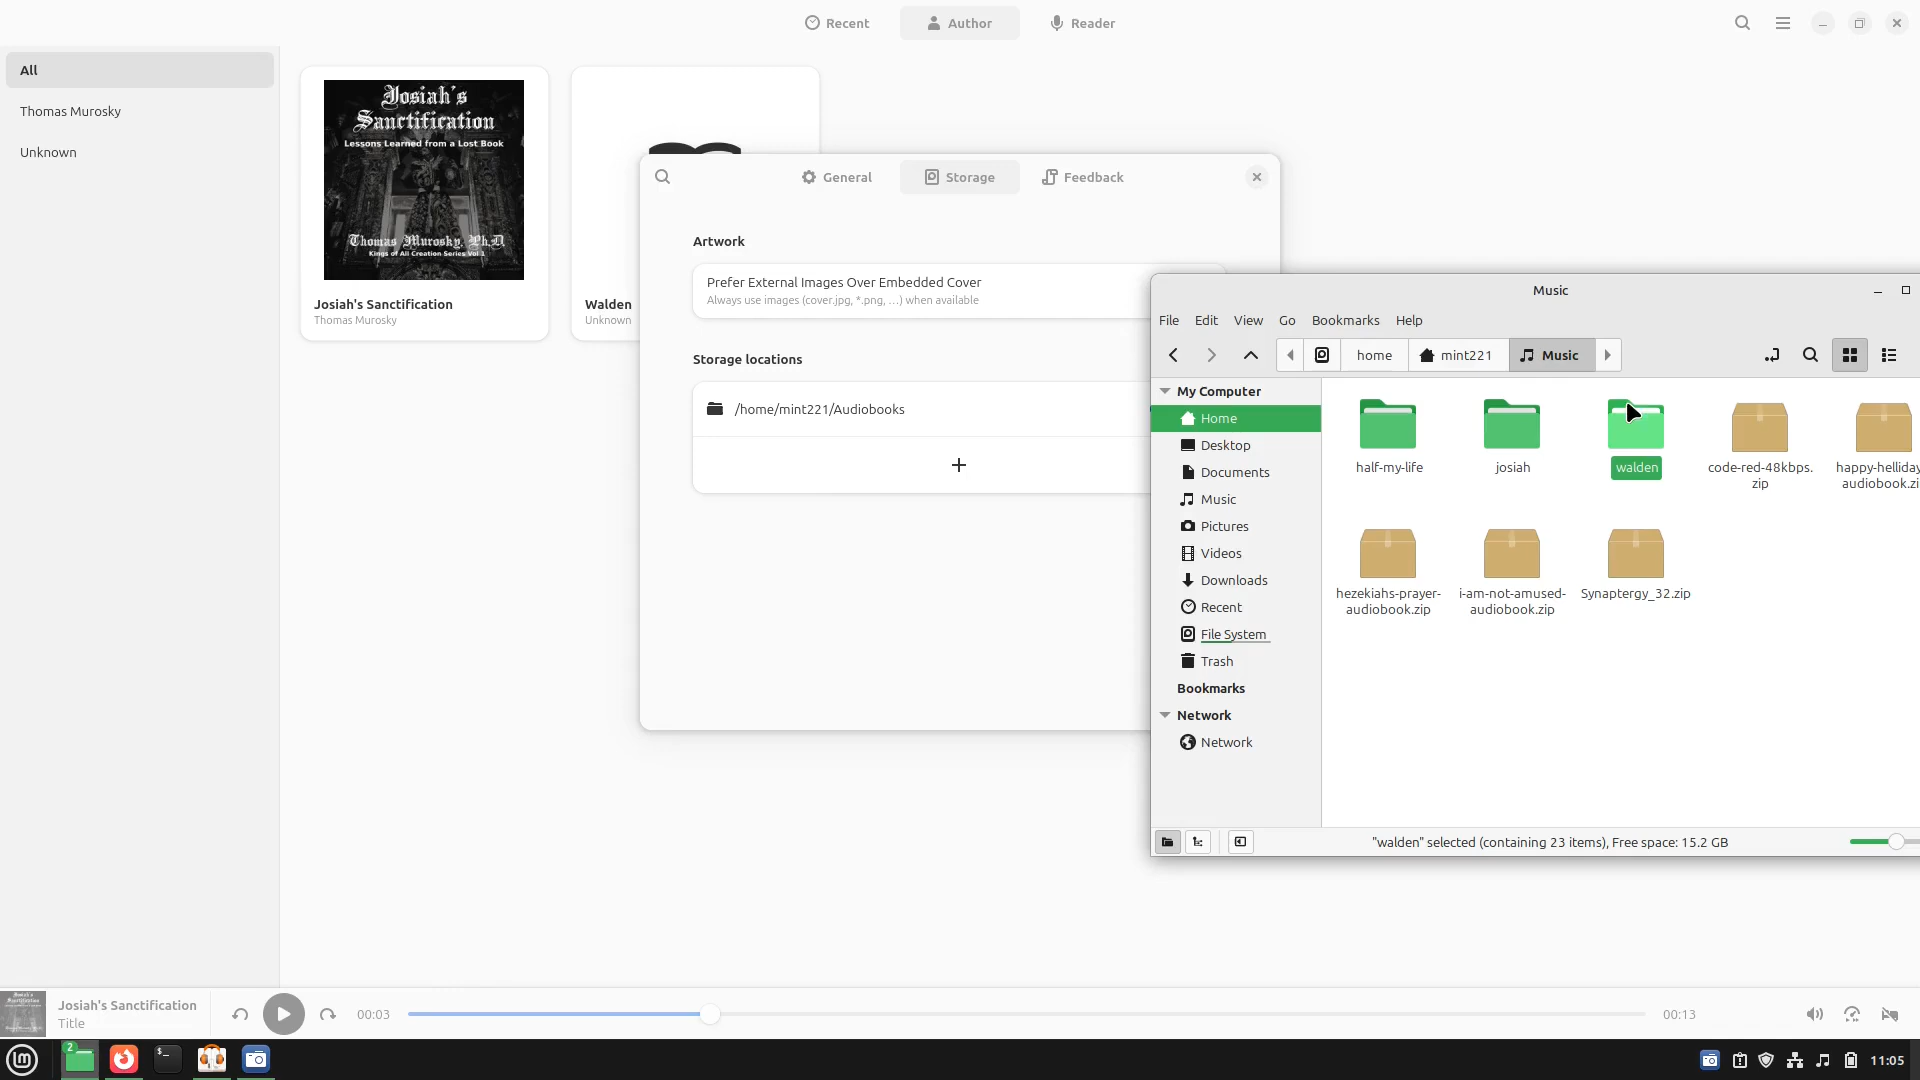 Recent
Author
Reader
All
Thomas Murosky
Unknown
Josiah's
Sanctification
Lessons Learned from a Lost Book
Thomas Murosky, Ph.D.
Kings of All Creation Series Vol 1
Josiah's Sanctification
Thomas Murosky
Walden
Unknown
General
Storage
Feedback
Artwork
Prefer External Images Over Embedded Cover
Always use images (cover.jpg, *.png, …) when available
Storage locations
/home/mint221/Audiobooks
Music
File Edit View Go Bookmarks Help
home
mint221
Music
My Computer
Home
Desktop
Documents
Music
Pictures
Videos
Downloads
Recent
File System
Trash
Bookmarks
Network
Network
half-my-life
josiah
walden
code-red-48kbps.
zip
happy-helliday
audiobook.zi
hezekiahs-prayer-
audiobook.zip
i-am-not-amused-
audiobook.zip
Synaptergy_32.zip
"walden" selected (containing 23 items), Free space: 15.2 GB
Josiah's Sanctification
Title
00:03
00:13
2
11:05